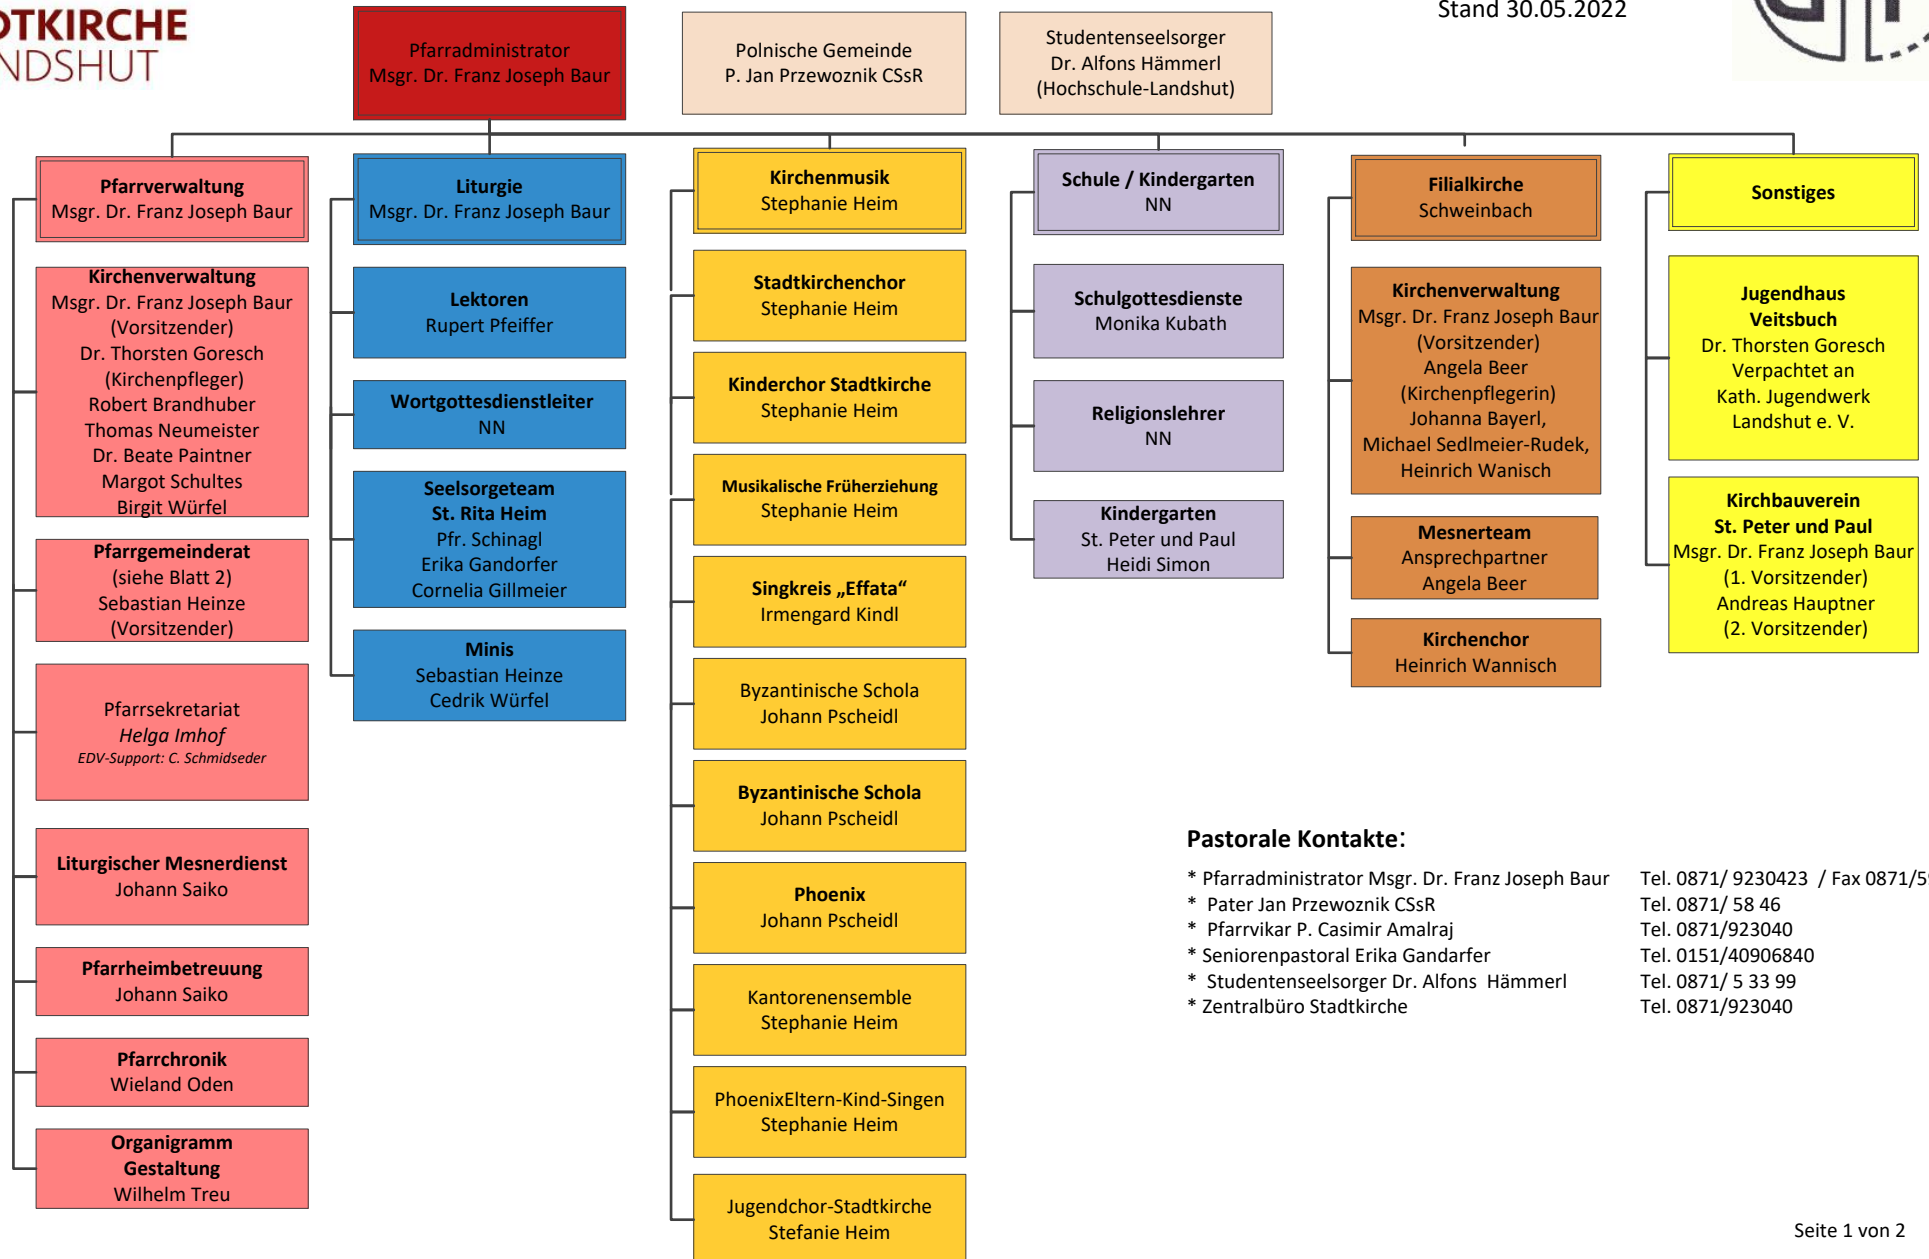 Stand 30.05.2022
LANDSHUT
Pfarradministrator
Msgr. Dr. Franz Joseph Baur
Polnische Gemeinde
P. Jan Przewoznik CSsR
Studentenseelsorger
Dr. Alfons Hämmerl
(Hochschule-Landshut)
Pfarrverwaltung
Msgr. Dr. Franz Joseph Baur
Kirchenverwaltung
Msgr. Dr. Franz Joseph Baur
(Vorsitzender)
Dr. Thorsten Goresch
(Kirchenpfleger)
Robert Brandhuber
Thomas Neumeister
Dr. Beate Paintner
Margot Schultes
Birgit Würfel
Pfarrgemeinderat
(siehe Blatt 2)
Sebastian Heinze
(Vorsitzender)
Pfarrsekretariat
Helga Imhof
EDV-Support: C. Schmidseder
Liturgischer Mesnerdienst
Johann Saiko
Pfarrheimbetreuung
Johann Saiko
Pfarrchronik
Wieland Oden
Organigramm
Gestaltung
Wilhelm Treu
Liturgie
Msgr. Dr. Franz Joseph Baur
Lektoren
Rupert Pfeiffer
Wortgottesdienstleiter
NN
Seelsorgeteam
St. Rita Heim
Pfr. Schinagl
Erika Gandorfer
Cornelia Gillmeier
Minis
Sebastian Heinze
Cedrik Würfel
Kirchenmusik
Stephanie Heim
Stadtkirchenchor
Stephanie Heim
Kinderchor Stadtkirche
Stephanie Heim
Musikalische Früherziehung
Stephanie Heim
Singkreis „Effata“
Irmengard Kindl
Byzantinische Schola
Johann Pscheidl
Byzantinische Schola
Johann Pscheidl
Phoenix
Johann Pscheidl
Kantorenensemble
Stephanie Heim
PhoenixEltern-Kind-Singen
Stephanie Heim
Jugendchor-Stadtkirche
Stefanie Heim
Schule / Kindergarten
NN
Schulgottesdienste
Monika Kubath
Religionslehrer
NN
Kindergarten
St. Peter und Paul
Heidi Simon
Filialkirche
Schweinbach
Kirchenverwaltung
Msgr. Dr. Franz Joseph Baur
(Vorsitzender)
Angela Beer
(Kirchenpflegerin)
Johanna Bayerl,
Michael Sedlmeier-Rudek,
Heinrich Wanisch
Mesnerteam
Ansprechpartner
Angela Beer
Kirchenchor
Heinrich Wannisch
Sonstiges
Jugendhaus
Veitsbuch
Dr. Thorsten Goresch
Verpachtet an
Kath. Jugendwerk
Landshut e. V.
Kirchbauverein
St. Peter und Paul
Msgr. Dr. Franz Joseph Baur
(1. Vorsitzender)
Andreas Hauptner
(2. Vorsitzender)
Pastorale Kontakte:
* Pfarradministrator Msgr. Dr. Franz Joseph Baur Tel. 0871/ 9230423 / Fax 0871/5
* Pater Jan Przewoznik CSsR Tel. 0871/ 58 46
* Pfarrvikar P. Casimir Amalraj Tel. 0871/923040
* Seniorenpastoral Erika Gandarfer Tel. 0151/40906840
* Studentenseelsorger Dr. Alfons Hämmerl Tel. 0871/ 5 33 99
* Zentralbüro Stadtkirche Tel. 0871/923040
Seite 1 von 2